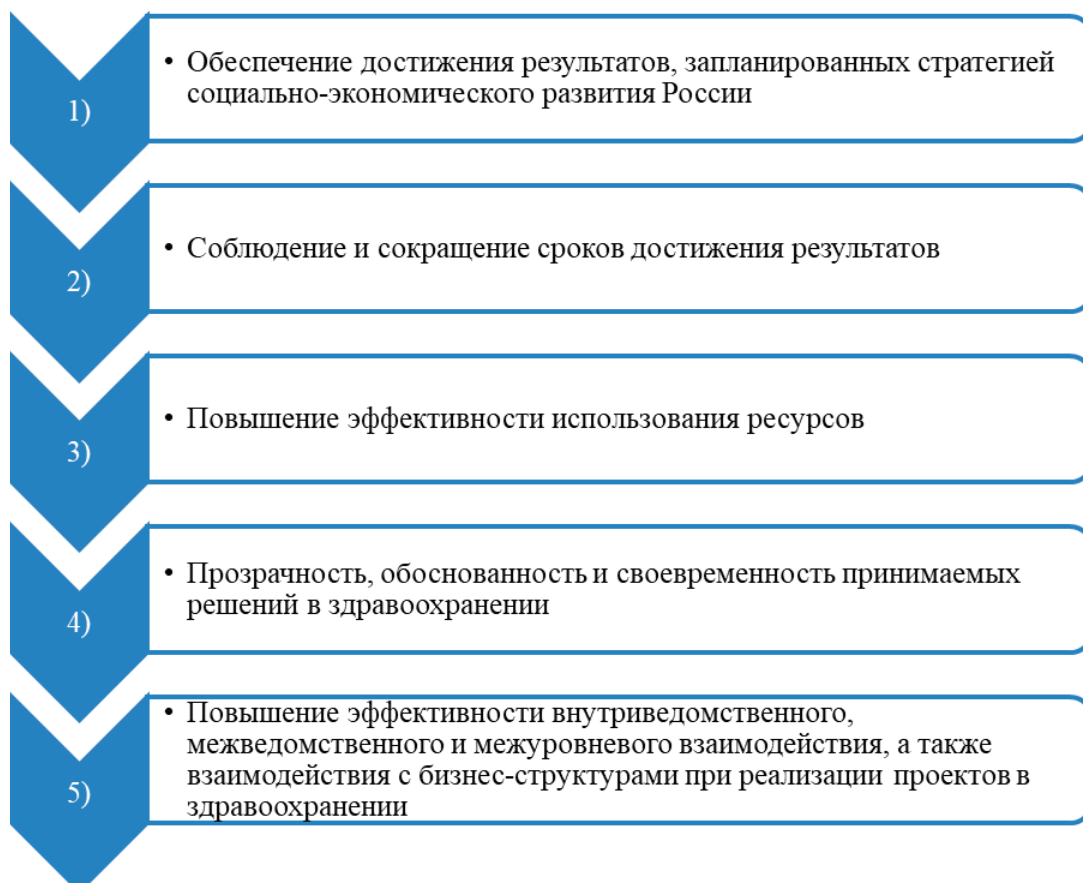 1)
• Обеспечение достижения результатов, запланированных стратегией
социально-экономического развития России
2)
• Соблюдение и сокращение сроков достижения результатов
3)
• Повышение эффективности использования ресурсов
4)
• Прозрачность, обоснованность и своевременность принимаемых
решений в здравоохранении
5)
• Повышение эффективности внутриведомственного,
межведомственного и межуровневого взаимодействия, а также
взаимодействия с бизнес-структурами при реализации проектов в
здравоохранении